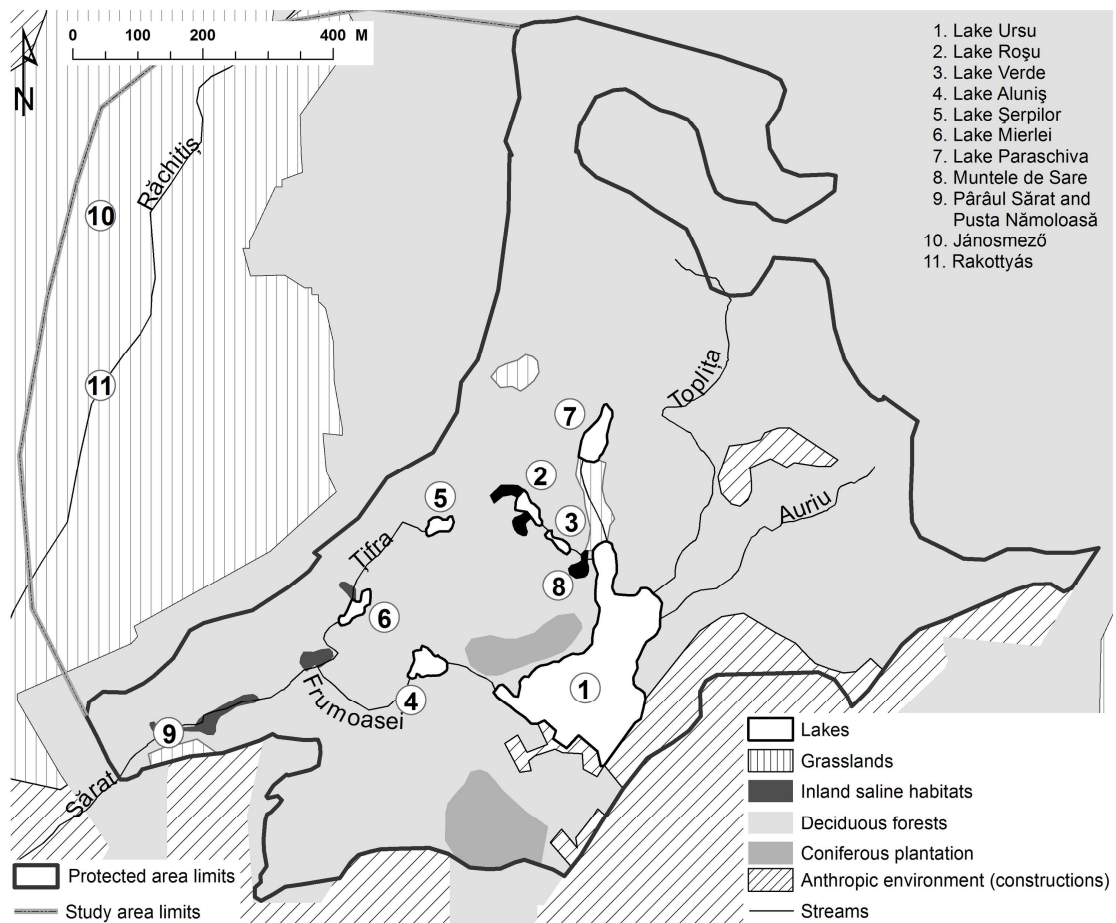 0 100 200 400 M
N
1. Lake Ursu
2. Lake Roşu
3. Lake Verde
4. Lake Aluniş
5. Lake Şerpilor
6. Lake Mierlei
7. Lake Paraschiva
8. Muntele de Sare
9. Pârâul Sărat and
Pusta Nămoloasă
10. Jánosmező
11. Rakottyás
Răchitiș
10
11
Toplița
7
2
5
3
Auriu
Țifra
8
6
1
4
Frumoasei
9
Sărat
Lakes
Grasslands
Inland saline habitats
Deciduous forests
Coniferous plantation
Anthropic environment (constructions)
Streams
Protected area limits
Study area limits